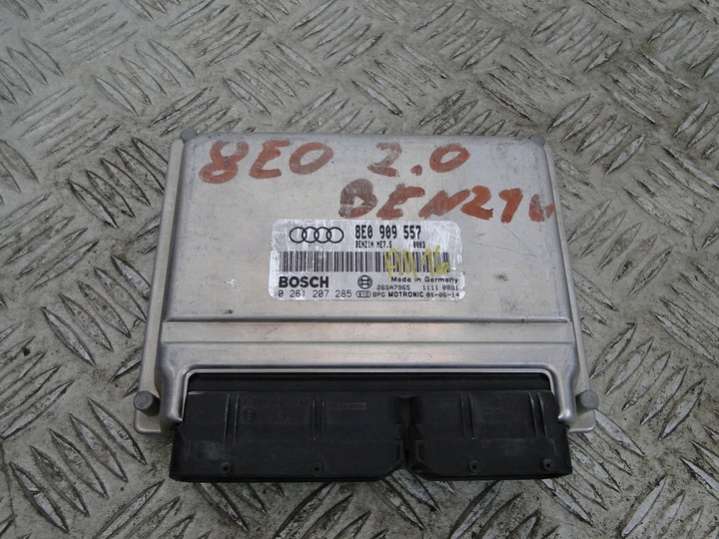 8E0 2.0
BENZIN
8E0 909 557
BENZIN ME7.5 0003
BOSCH
Made in Germany
0 261 207 285
MOTRONIC